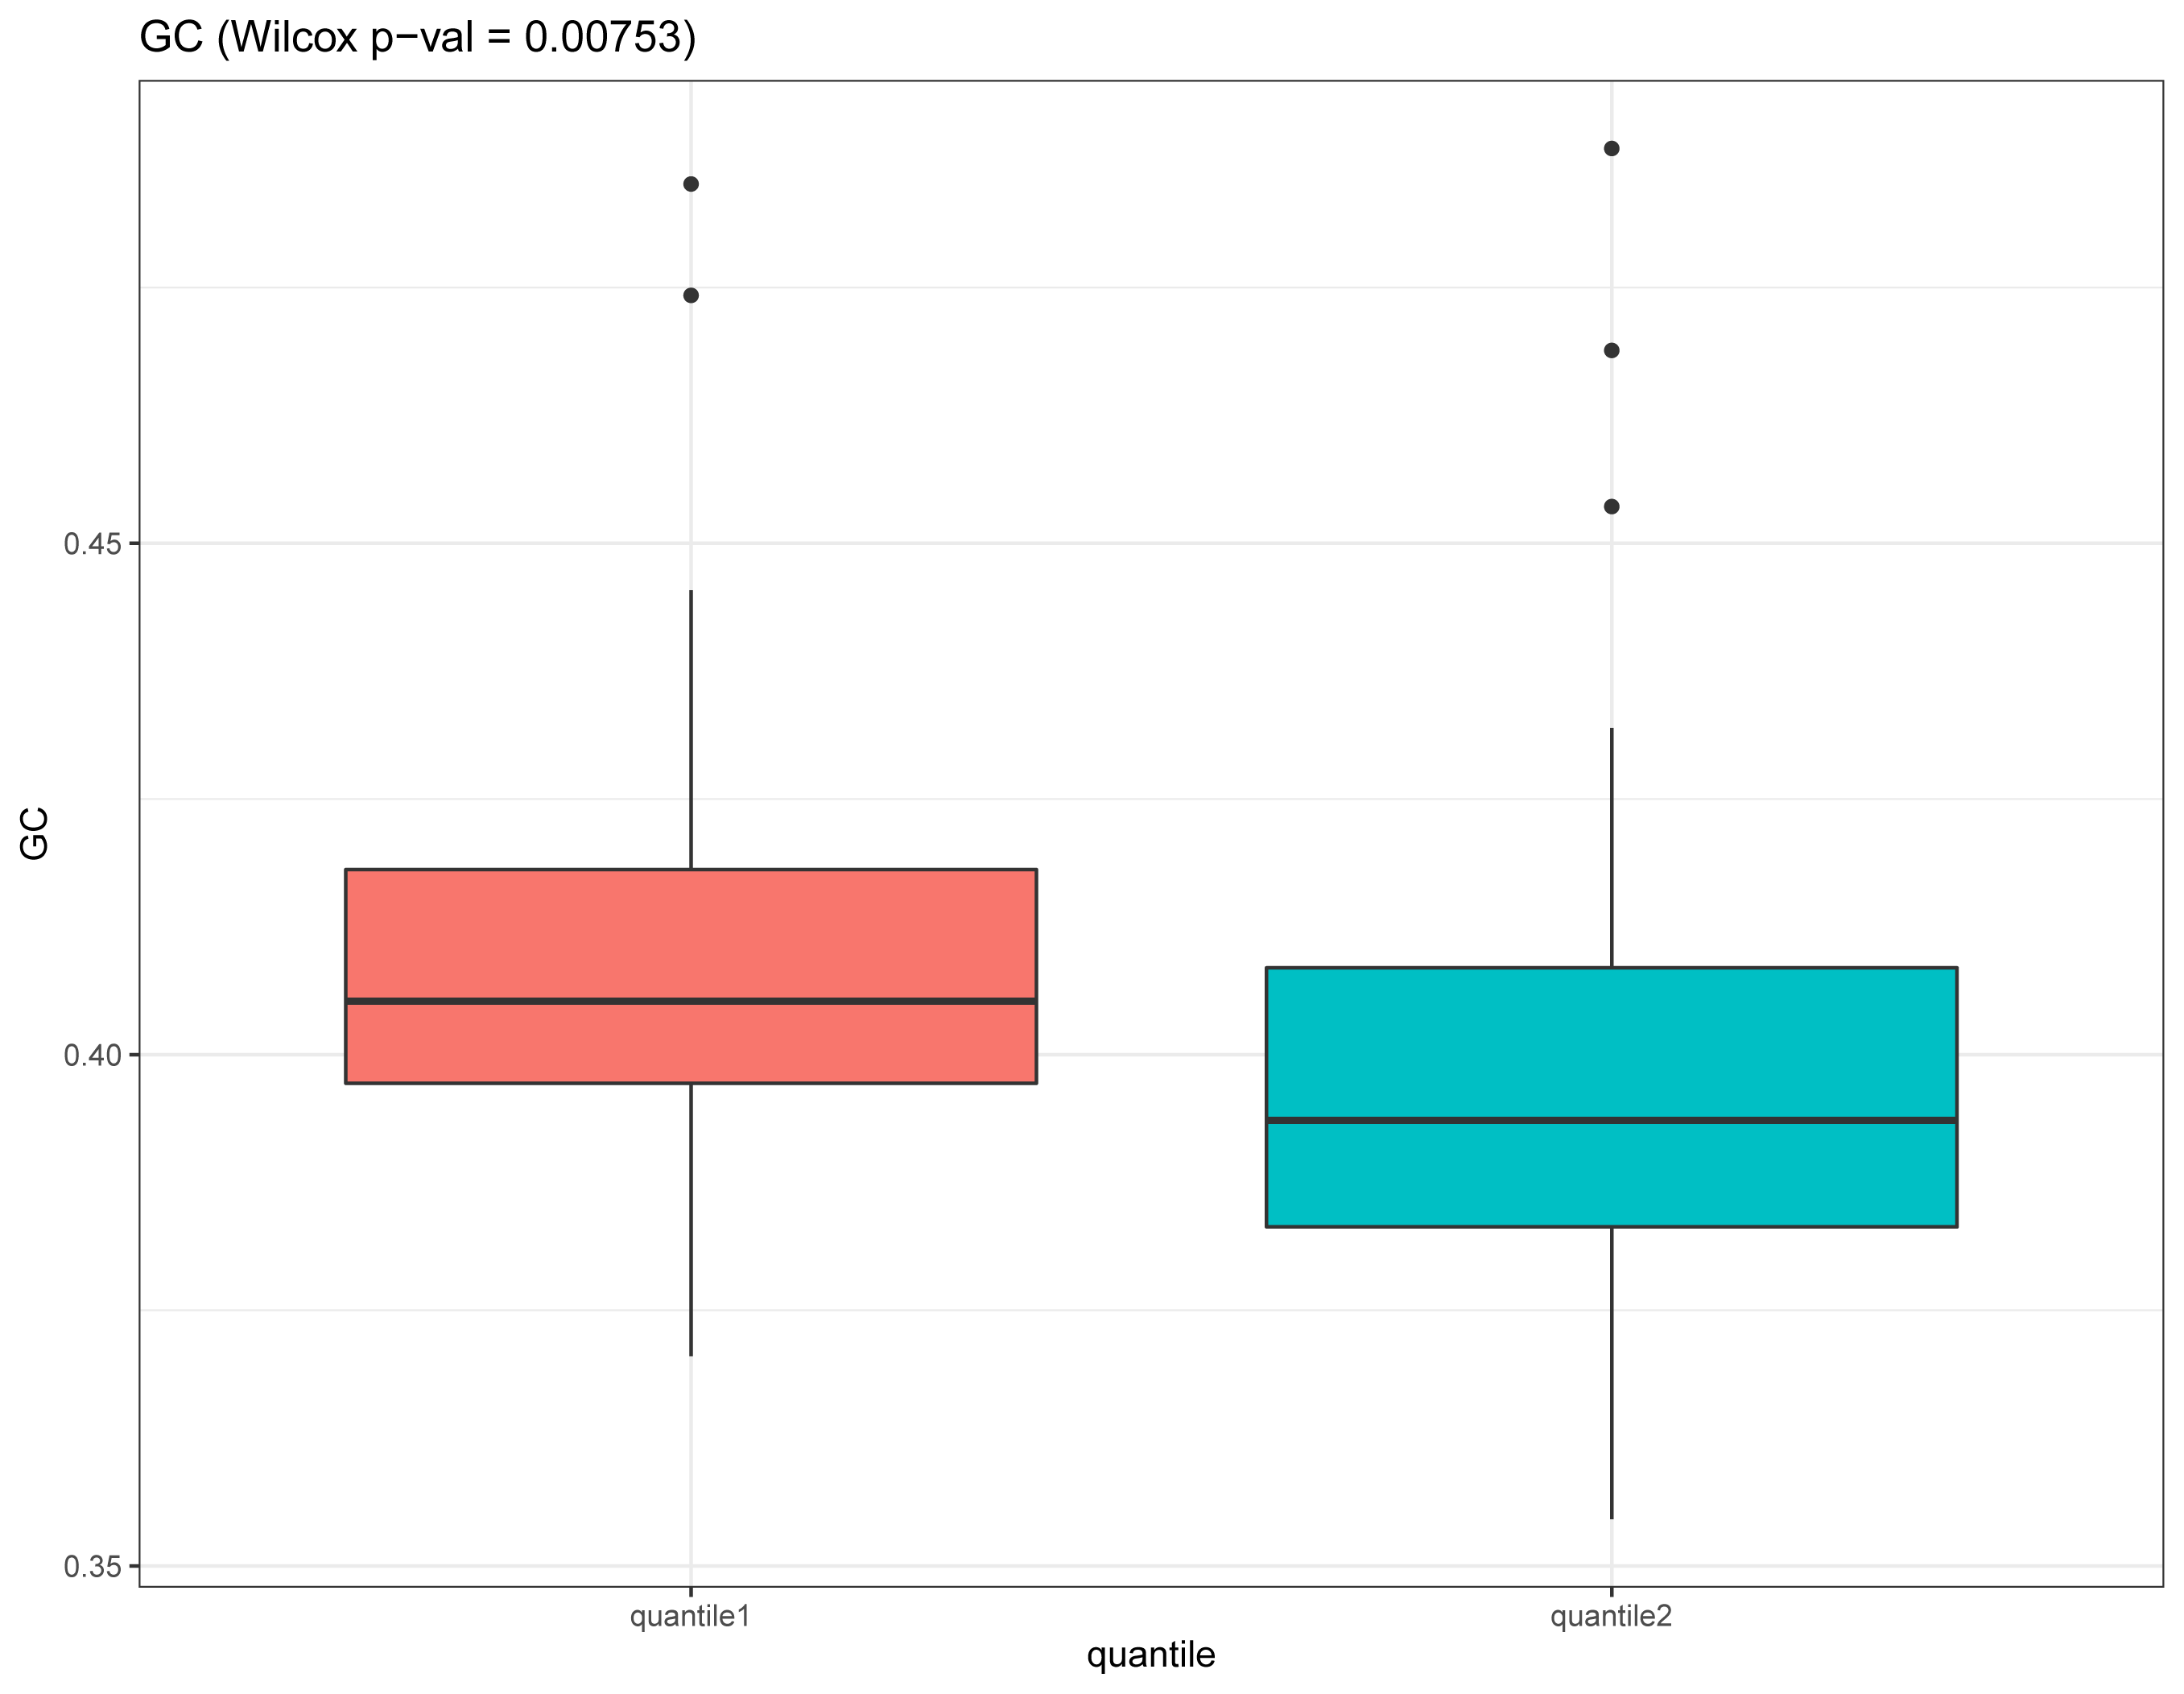 GC (Wilcox p−val = 0.00753)
GC
0.45
0.40
0.35
quantile1
quantile2
quantile